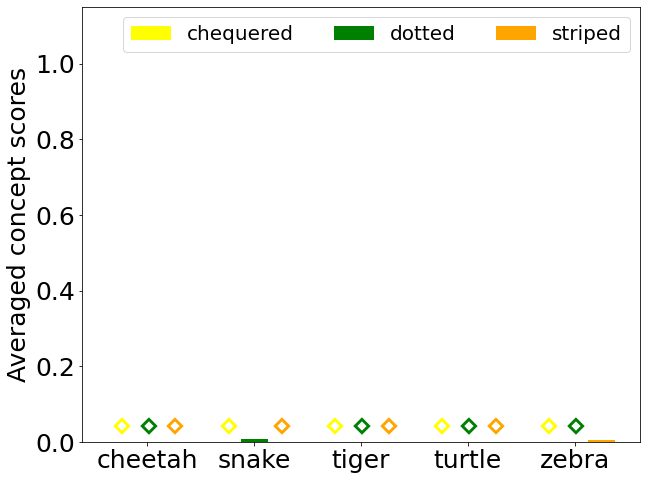 chequered dotted striped
Averaged concept scores
1.0
0.8
0.6
0.4
0.2
0.0
cheetah snake tiger turtle zebra